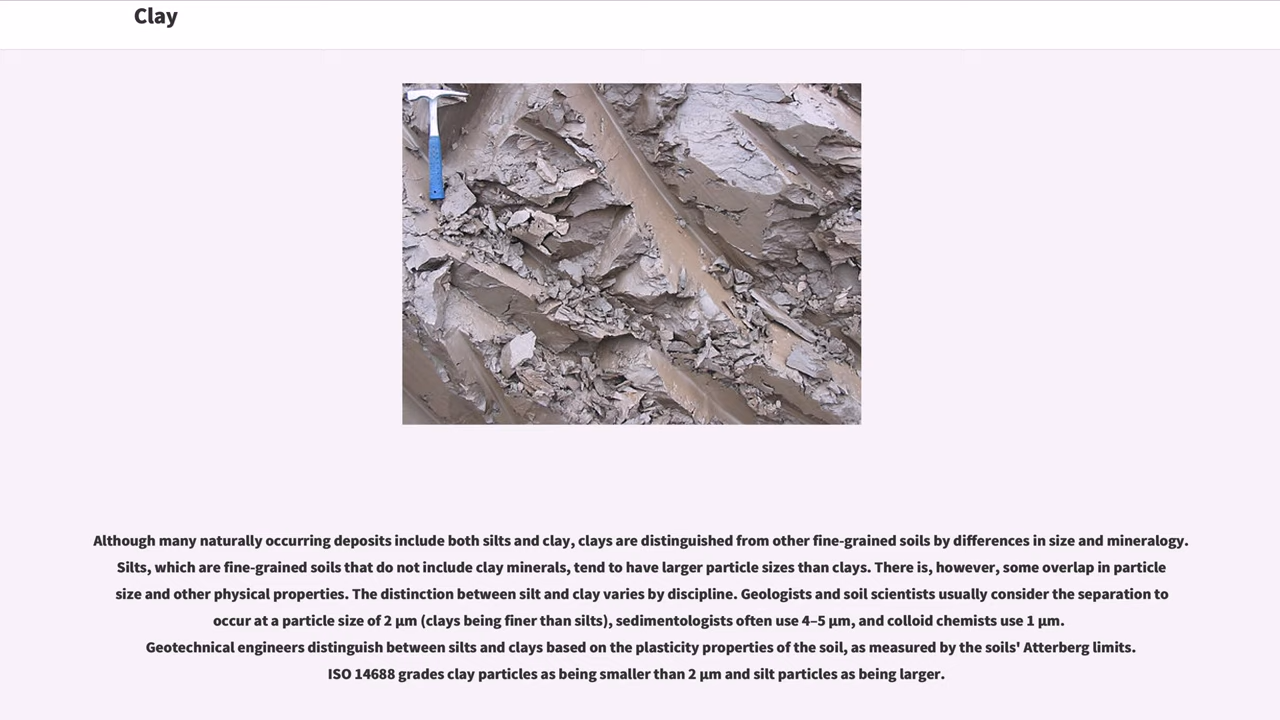 Clay
Although many naturally occurring deposits include both silts and clay, clays are distinguished from other fine-grained soils by differences in size and mineralogy.
Silts, which are fine-grained soils that do not include clay minerals, tend to have larger particle sizes than clays. There is, however, some overlap in particle
size and other physical properties. The distinction between silt and clay varies by discipline. Geologists and soil scientists usually consider the separation to
occur at a particle size of 2 μm (clays being finer than silts), sedimentologists often use 4–5 μm, and colloid chemists use 1 μm.
Geotechnical engineers distinguish between silts and clays based on the plasticity properties of the soil, as measured by the soils' Atterberg limits.
ISO 14688 grades clay particles as being smaller than 2 μm and silt particles as being larger.